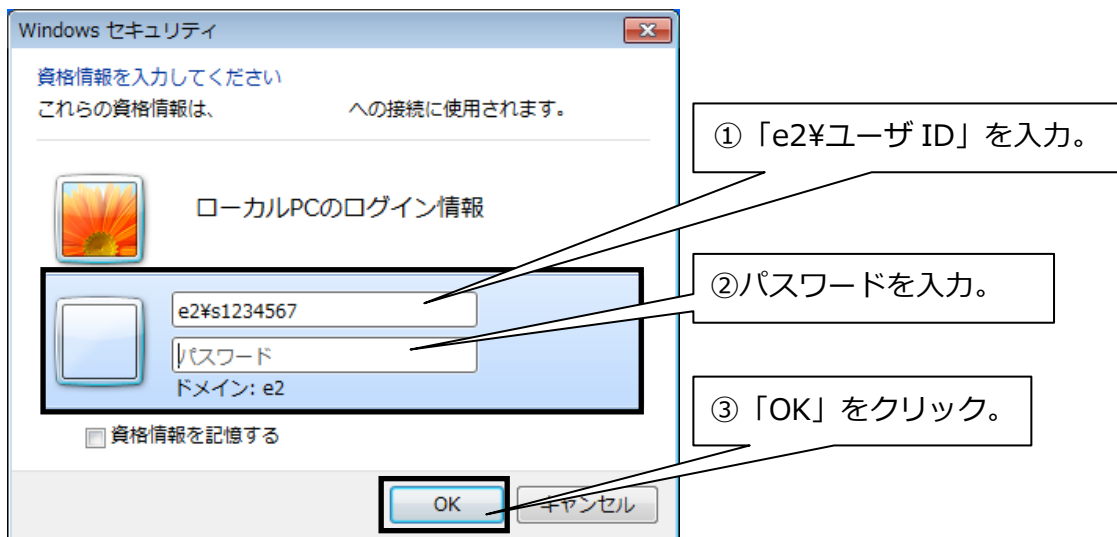 Windows セキュリティ
資格情報を入力してください
これらの資格情報は、 への接続に使用されます。
①「e2¥ユーザ ID」を入力。
ローカルPCのログイン情報
②パスワードを入力。
e2¥s1234567
パスワード
ドメイン: e2
③「OK」をクリック。
資格情報を記憶する
OK キャンセル